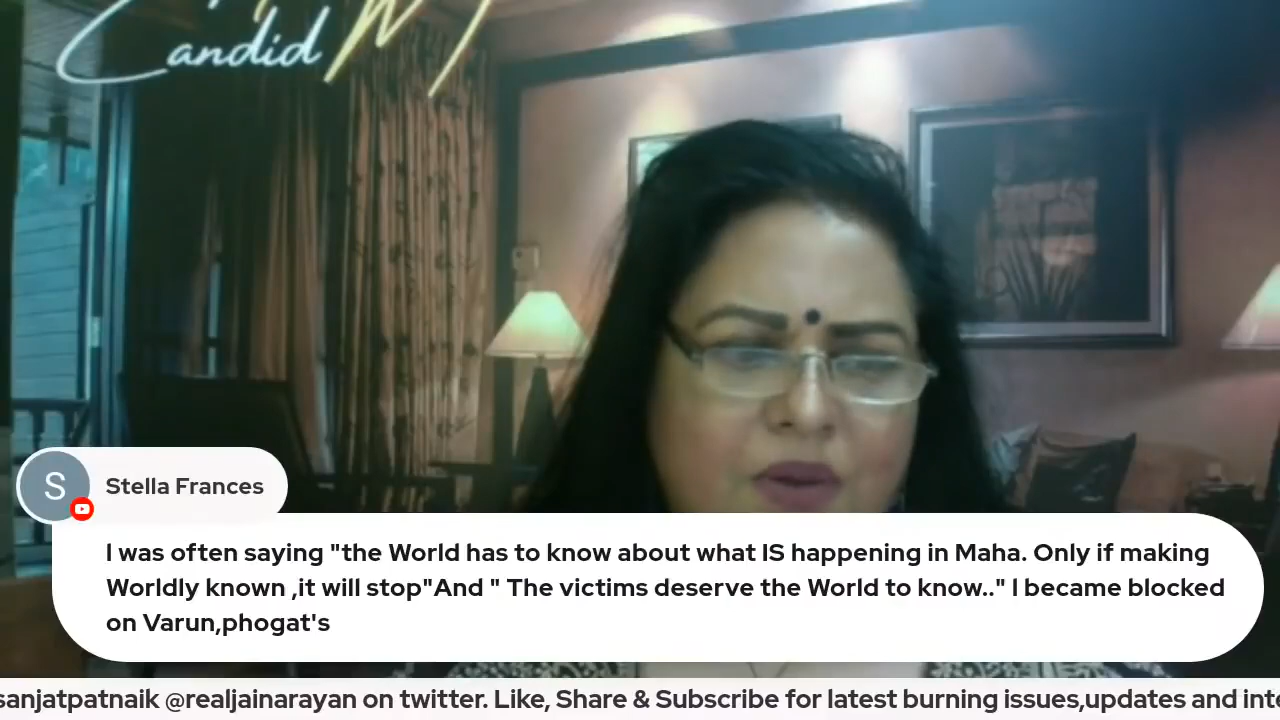 Candid
S
Stella Frances
I was often saying "the World has to know about what IS happening in Maha. Only if making
Worldly known ,it will stop"And " The victims deserve the World to know.." I became blocked
on Varun,phogat's
sanjatpatnaik @realjainarayan on twitter. Like, Share & Subscribe for latest burning issues,updates and inte